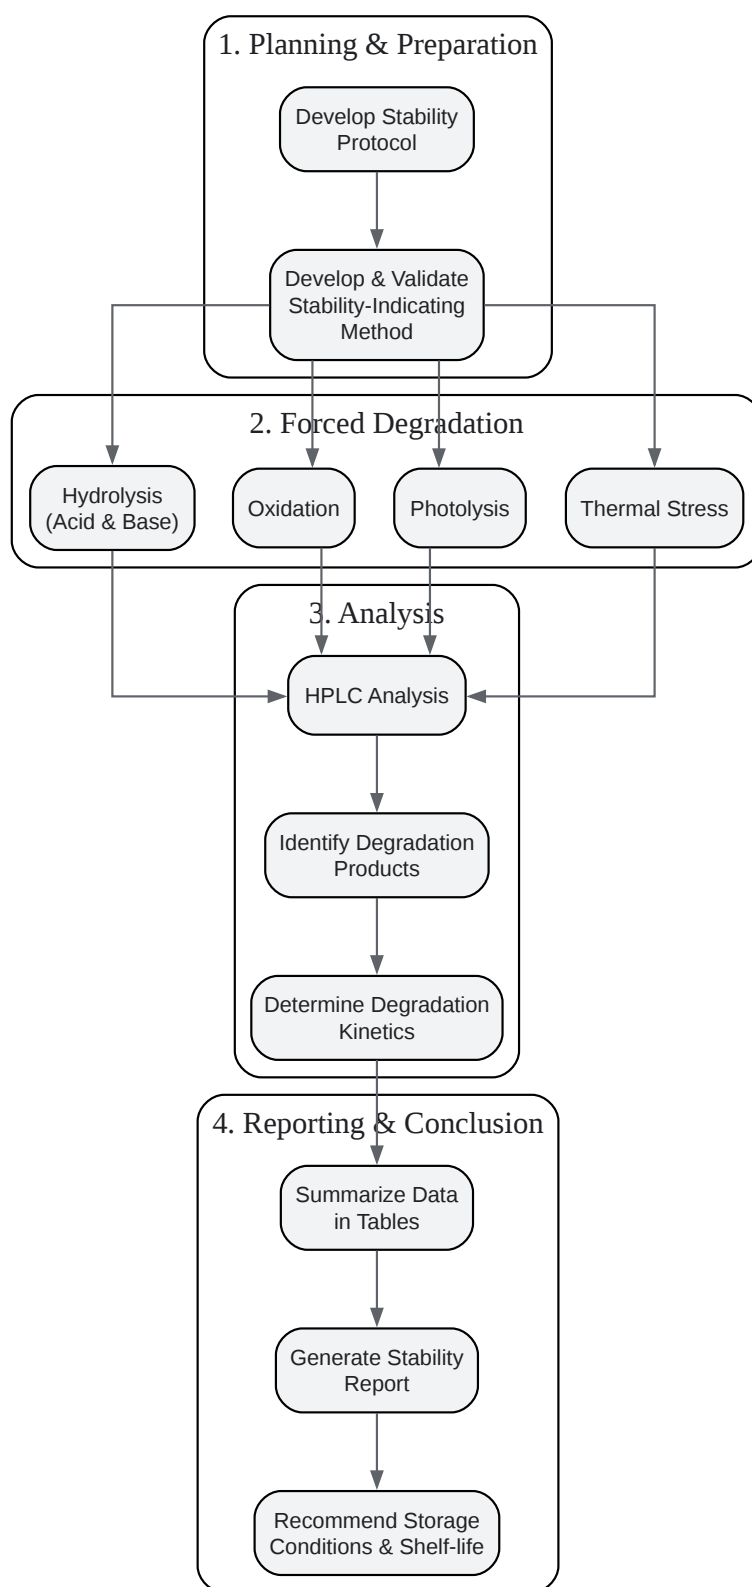 1. Planning & Preparation
Develop Stability
Protocol
Develop & Validate
Stability-Indicating
Method
2. Forced Degradation
Hydrolysis
(Acid & Base)
Oxidation
Photolysis
Thermal Stress
3. Analysis
HPLC Analysis
Identify Degradation
Products
Determine Degradation
Kinetics
4. Reporting & Conclusion
Summarize Data
in Tables
Generate Stability
Report
Recommend Storage
Conditions & Shelf-life